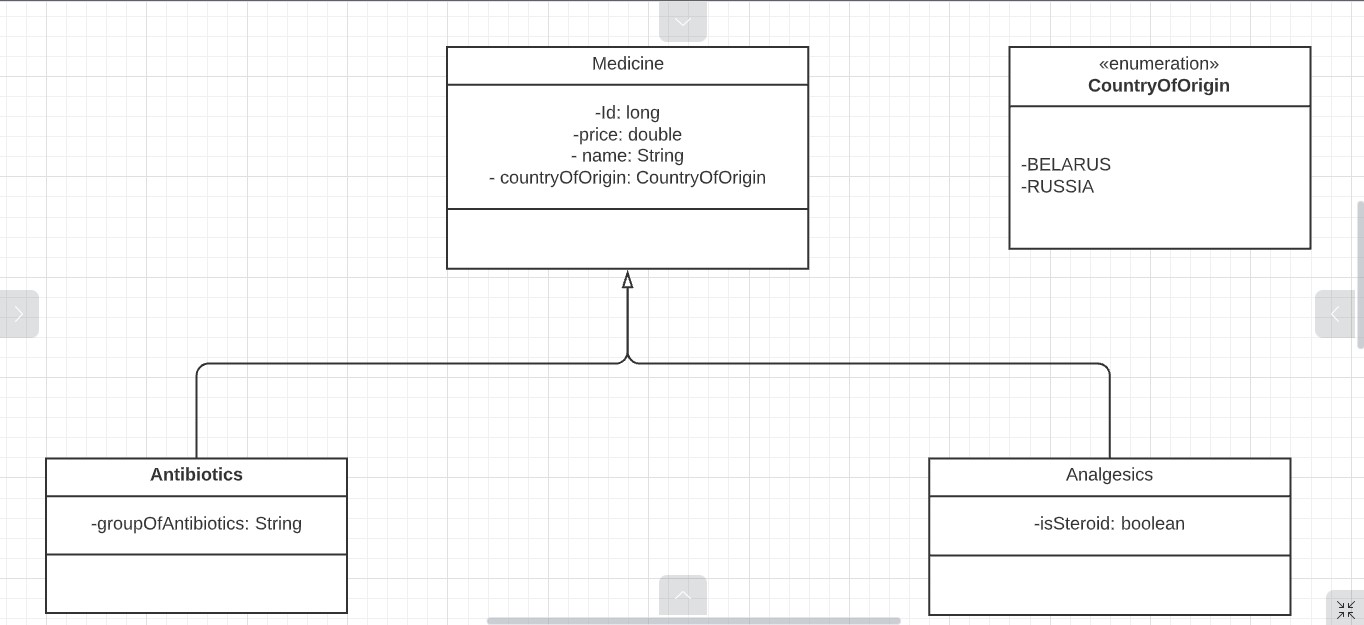 Medicine
-Id: long
-price: double
- name: String
- countryOfOrigin: CountryOfOrigin
«enumeration»
CountryOfOrigin
-BELARUS
-RUSSIA
Antibiotics
-groupOfAntibiotics: String
Analgesics
-isSteroid: boolean